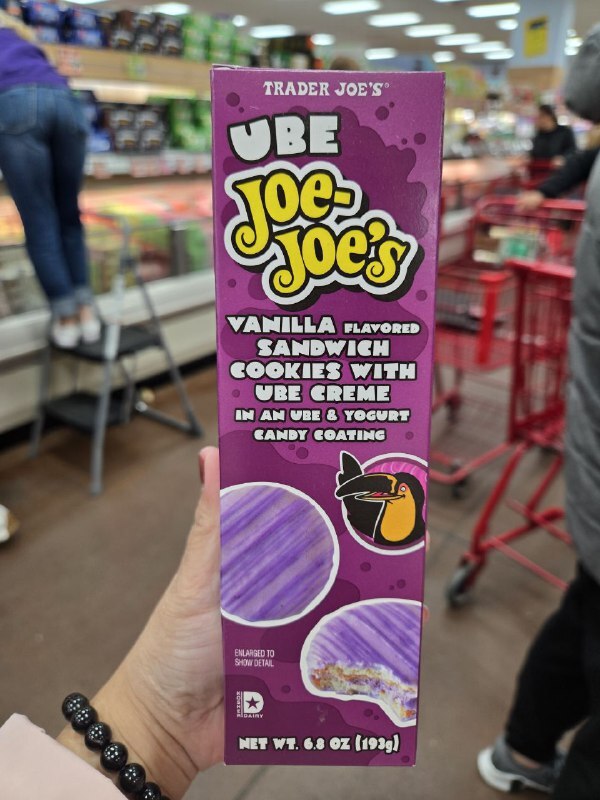 TRADER JOE'S®
UBE
JOE-
JOE'S
VANILLA FLAVORED
SANDWICH
COOKIES WITH
UBE CREME
IN AN UBE & YOGURT
CANDY COATING
ENLARGED TO
SHOW DETAIL
D
DAIRY
NET WT. 6.8 OZ (193g)